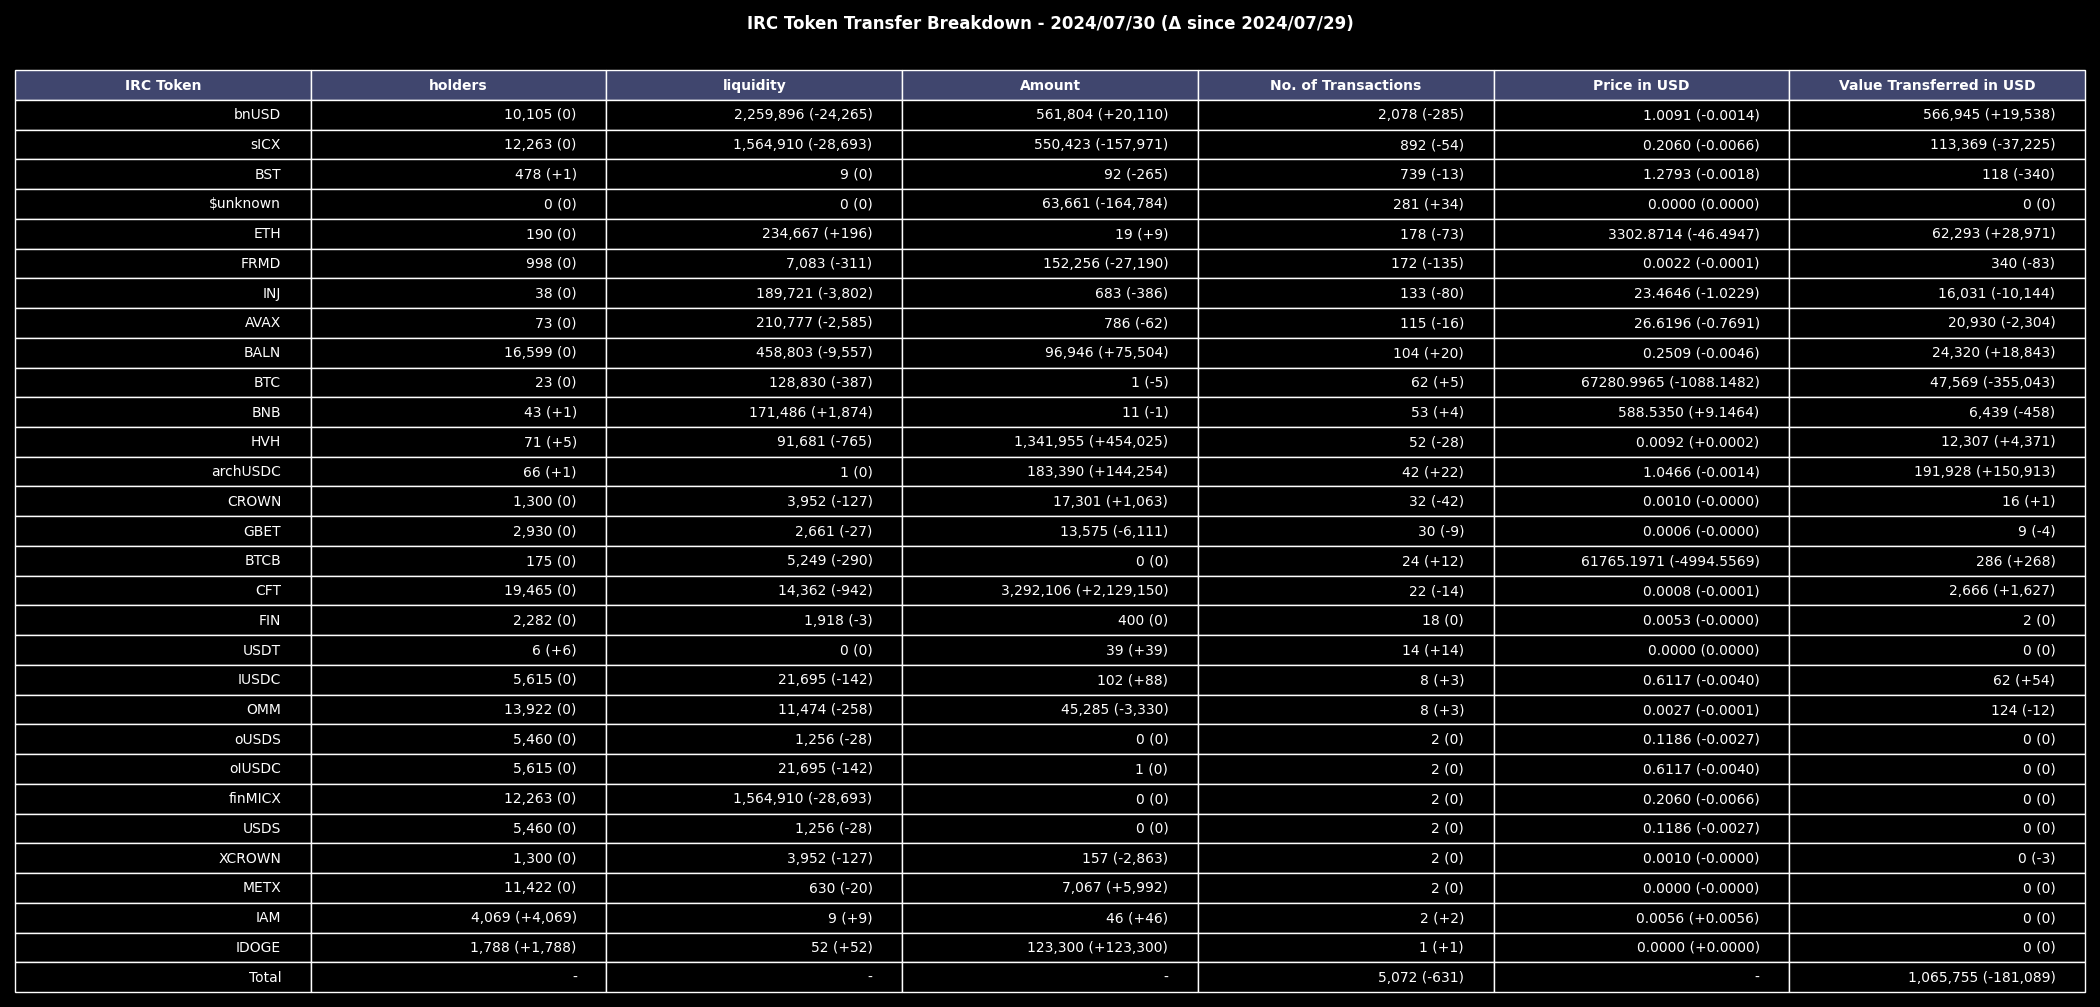 IRC Token Transfer Breakdown - 2024/07/30 (Δ since 2024/07/29)
IRC Token holders liquidity Amount No. of Transactions Price in USD Value Transferred in USD
bnUSD 10,105 (0) 2,259,896 (-24,265) 561,804 (+20,110) 2,078 (-285) 1.0091 (-0.0014) 566,945 (+19,538)
sICX 12,263 (0) 1,564,910 (-28,693) 550,423 (-157,971) 892 (-54) 0.2060 (-0.0066) 113,369 (-37,225)
BST 478 (+1) 9 (0) 92 (-265) 739 (-13) 1.2793 (-0.0018) 118 (-340)
$unknown 0 (0) 0 (0) 63,661 (-164,784) 281 (+34) 0.0000 (0.0000) 0 (0)
ETH 190 (0) 234,667 (+196) 19 (+9) 178 (-73) 3302.8714 (-46.4947) 62,293 (+28,971)
FRMD 998 (0) 7,083 (-311) 152,256 (-27,190) 172 (-135) 0.0022 (-0.0001) 340 (-83)
INJ 38 (0) 189,721 (-3,802) 683 (-386) 133 (-80) 23.4646 (-1.0229) 16,031 (-10,144)
AVAX 73 (0) 210,777 (-2,585) 786 (-62) 115 (-16) 26.6196 (-0.7691) 20,930 (-2,304)
BALN 16,599 (0) 458,803 (-9,557) 96,946 (+75,504) 104 (+20) 0.2509 (-0.0046) 24,320 (+18,843)
BTC 23 (0) 128,830 (-387) 1 (-5) 62 (+5) 67280.9965 (-1088.1482) 47,569 (-355,043)
BNB 43 (+1) 171,486 (+1,874) 11 (-1) 53 (+4) 588.5350 (+9.1464) 6,439 (-458)
HVH 71 (+5) 91,681 (-765) 1,341,955 (+454,025) 52 (-28) 0.0092 (+0.0002) 12,307 (+4,371)
archUSDC 66 (+1) 1 (0) 183,390 (+144,254) 42 (+22) 1.0466 (-0.0014) 191,928 (+150,913)
CROWN 1,300 (0) 3,952 (-127) 17,301 (+1,063) 32 (-42) 0.0010 (-0.0000) 16 (+1)
GBET 2,930 (0) 2,661 (-27) 13,575 (-6,111) 30 (-9) 0.0006 (-0.0000) 9 (-4)
BTCB 175 (0) 5,249 (-290) 0 (0) 24 (+12) 61765.1971 (-4994.5569) 286 (+268)
CFT 19,465 (0) 14,362 (-942) 3,292,106 (+2,129,150) 22 (-14) 0.0008 (-0.0001) 2,666 (+1,627)
FIN 2,282 (0) 1,918 (-3) 400 (0) 18 (0) 0.0053 (-0.0000) 2 (0)
USDT 6 (+6) 0 (0) 39 (+39) 14 (+14) 0.0000 (0.0000) 0 (0)
IUSDC 5,615 (0) 21,695 (-142) 102 (+88) 8 (+3) 0.6117 (-0.0040) 62 (+54)
OMM 13,922 (0) 11,474 (-258) 45,285 (-3,330) 8 (+3) 0.0027 (-0.0001) 124 (-12)
oUSDS 5,460 (0) 1,256 (-28) 0 (0) 2 (0) 0.1186 (-0.0027) 0 (0)
oIUSDC 5,615 (0) 21,695 (-142) 1 (0) 2 (0) 0.6117 (-0.0040) 0 (0)
finMICX 12,263 (0) 1,564,910 (-28,693) 0 (0) 2 (0) 0.2060 (-0.0066) 0 (0)
USDS 5,460 (0) 1,256 (-28) 0 (0) 2 (0) 0.1186 (-0.0027) 0 (0)
XCROWN 1,300 (0) 3,952 (-127) 157 (-2,863) 2 (0) 0.0010 (-0.0000) 0 (-3)
METX 11,422 (0) 630 (-20) 7,067 (+5,992) 2 (0) 0.0000 (-0.0000) 0 (0)
IAM 4,069 (+4,069) 9 (+9) 46 (+46) 2 (+2) 0.0056 (+0.0056) 0 (0)
IDOGE 1,788 (+1,788) 52 (+52) 123,300 (+123,300) 1 (+1) 0.0000 (+0.0000) 0 (0)
Total - - - 5,072 (-631) - 1,065,755 (-181,089)